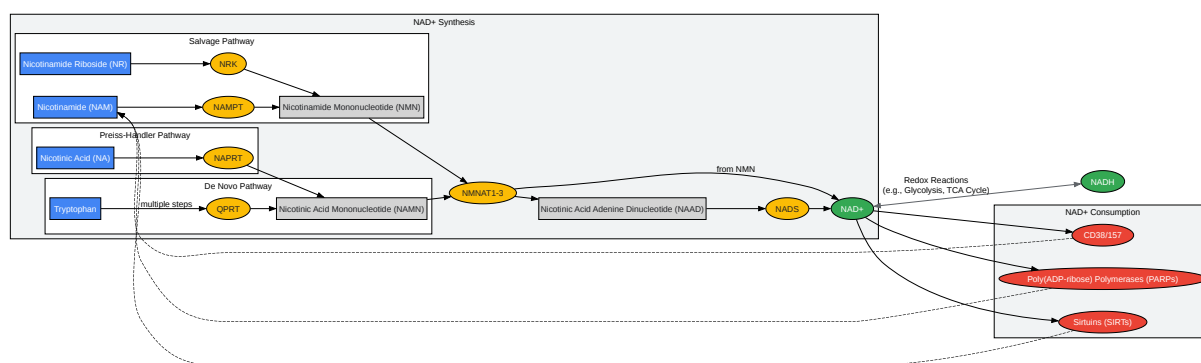 NAD+ Synthesis
Salvage Pathway
Nicotinamide Riboside (NR)
NRK
Nicotinamide (NAM)
NAMPT
Nicotinamide Mononucleotide (NMN)
Preiss-Handler Pathway
Nicotinic Acid (NA)
NAPRT
De Novo Pathway
Tryptophan
multiple steps
QPRT
Nicotinic Acid Mononucleotide (NAMN)
NMNAT1-3
from NMN
Nicotinic Acid Adenine Dinucleotide (NAAD)
NADS
NAD+
Redox Reactions
(e.g., Glycolysis, TCA Cycle)
NADH
NAD+ Consumption
CD38/157
Poly(ADP-ribose) Polymerases (PARPs)
Sirtuins (SIRTs)